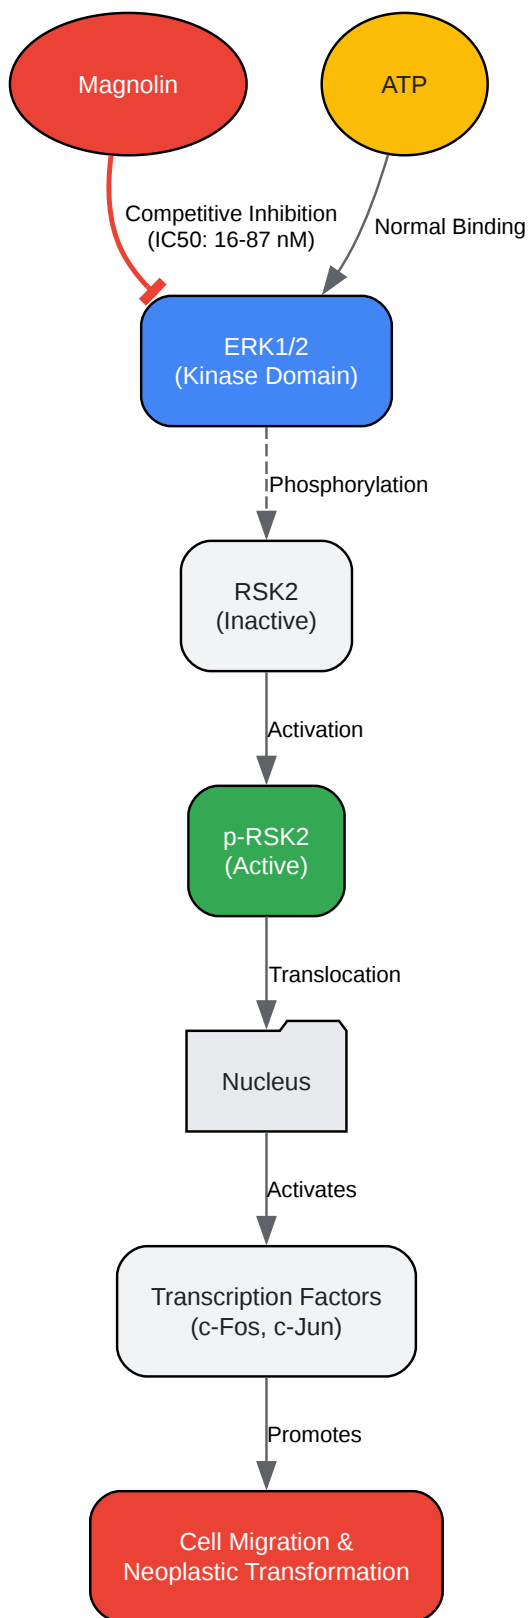 Magnolin
ATP
Competitive Inhibition
(IC50: 16-87 nM)
Normal Binding
ERK1/2
(Kinase Domain)
Phosphorylation
RSK2
(Inactive)
Activation
p-RSK2
(Active)
Translocation
Nucleus
Activates
Transcription Factors
(c-Fos, c-Jun)
Promotes
Cell Migration &
Neoplastic Transformation